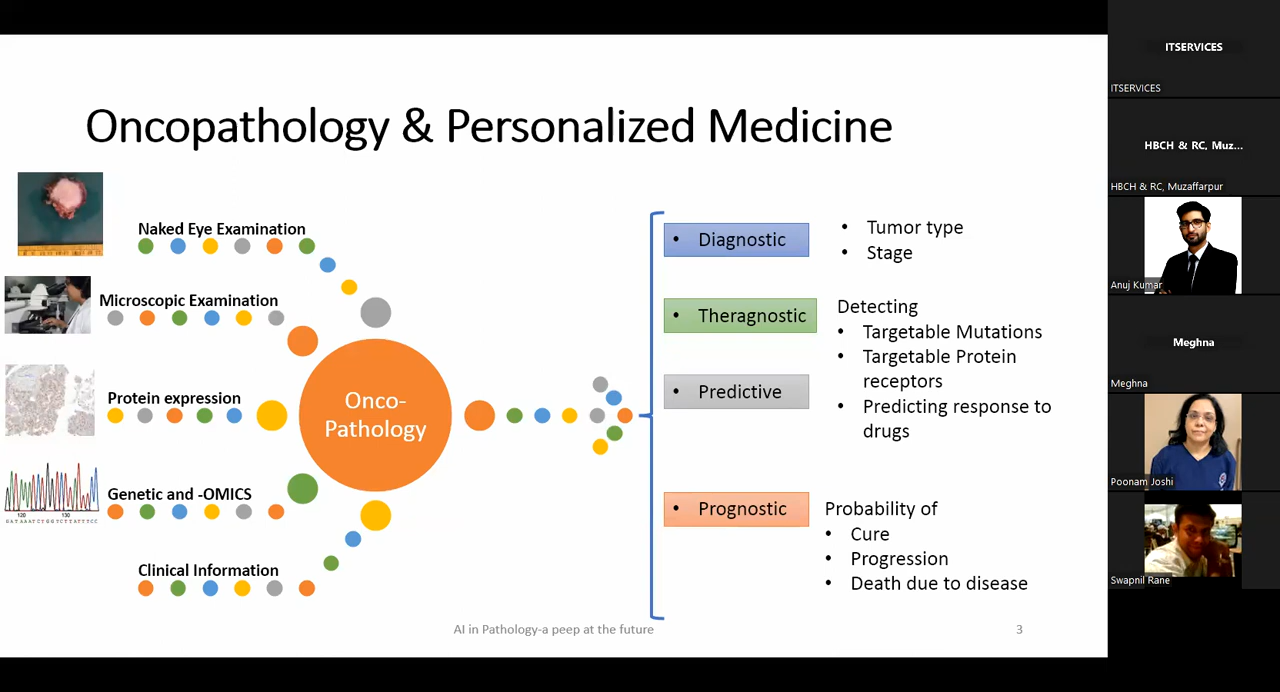 Oncopathology & Personalized Medicine
Naked Eye Examination
Microscopic Examination
Protein expression
Genetic and -OMICS
120 130
Clinical Information
Onco-
Pathology
• Diagnostic
• Tumor type
• Stage
• Theragnostic
Detecting
• Targetable Mutations
• Targetable Protein
receptors
• Predicting response to
drugs
• Predictive
• Prognostic
Probability of
• Cure
• Progression
• Death due to disease
AI in Pathology-a peep at the future
3
ITSERVICES
ITSERVICES
HBCH & RC, Muz...
HBCH & RC, Muzaffarpur
Anuj Kumar
Meghna
Meghna
Poonam Joshi
Swapnil Rane